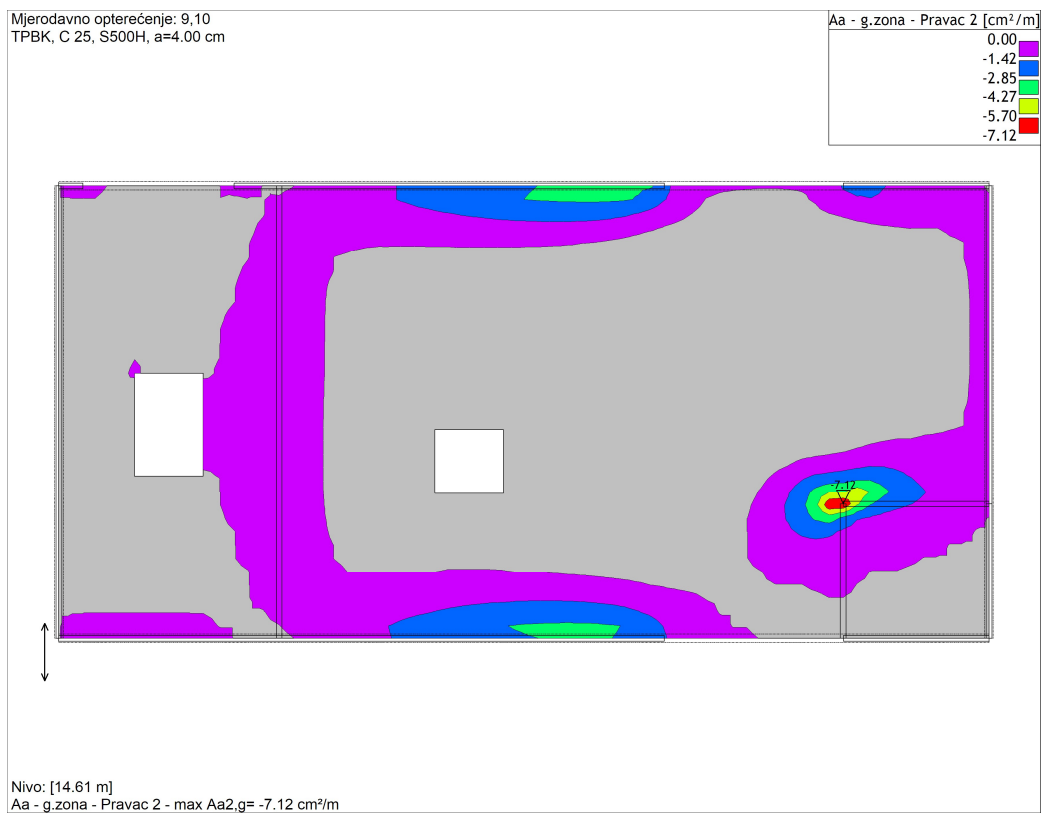 Mjerodavno opterećenje: 9,10
TPBK, C 25, S500H, a=4.00 cm
Aa - g.zona - Pravac 2 [cm²/m]
0.00
-1.42
-2.85
-4.27
-5.70
-7.12
-7.12
Nivo: [14.61 m]
Aa - g.zona - Pravac 2 - max Aa2,g= -7.12 cm²/m